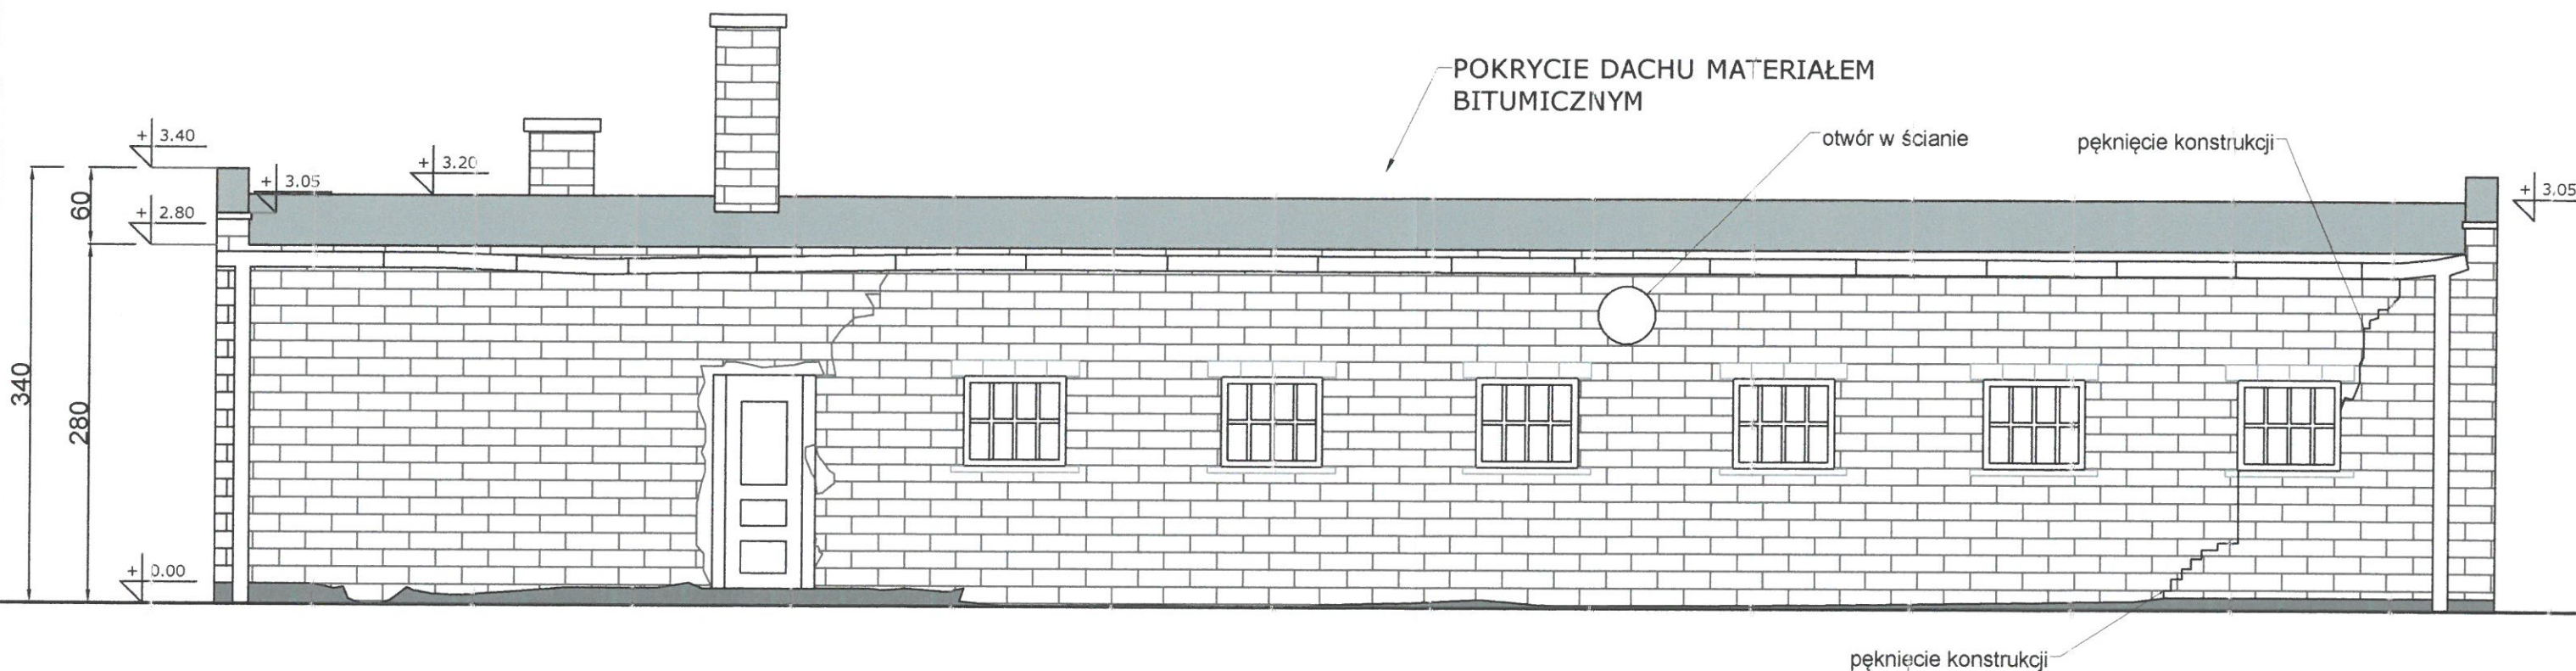 POKRYCIE DACHU MATERIAŁEM
BITUMICZNYM
otwór w ścianie
pęknięcie konstrukcji
+ 3.40
+ 3.20
+ 3.05
+ 3.05
60
+ 2.80
340
280
+ 0.00
pęknięcie konstrukcji